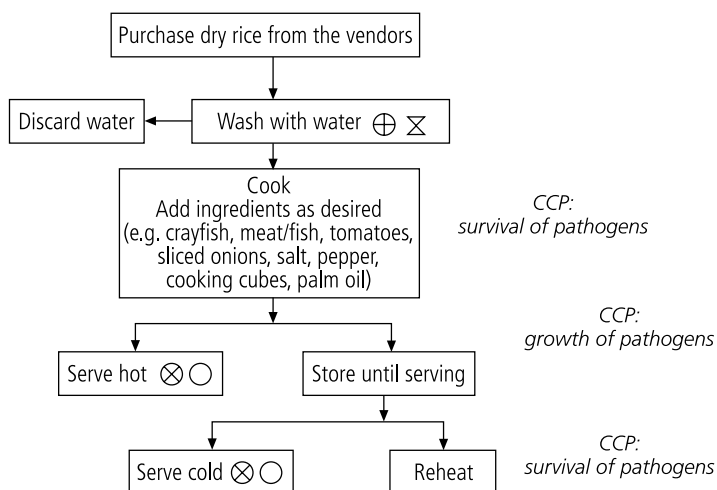 Purchase dry rice from the vendors
Discard water
Wash with water
Cook
Add ingredients as desired
(e.g. crayfish, meat/fish, tomatoes,
sliced onions, salt, pepper,
cooking cubes, palm oil)
CCP:
survival of pathogens
CCP:
growth of pathogens
Serve hot
Store until serving
Serve cold
Reheat
CCP:
survival of pathogens